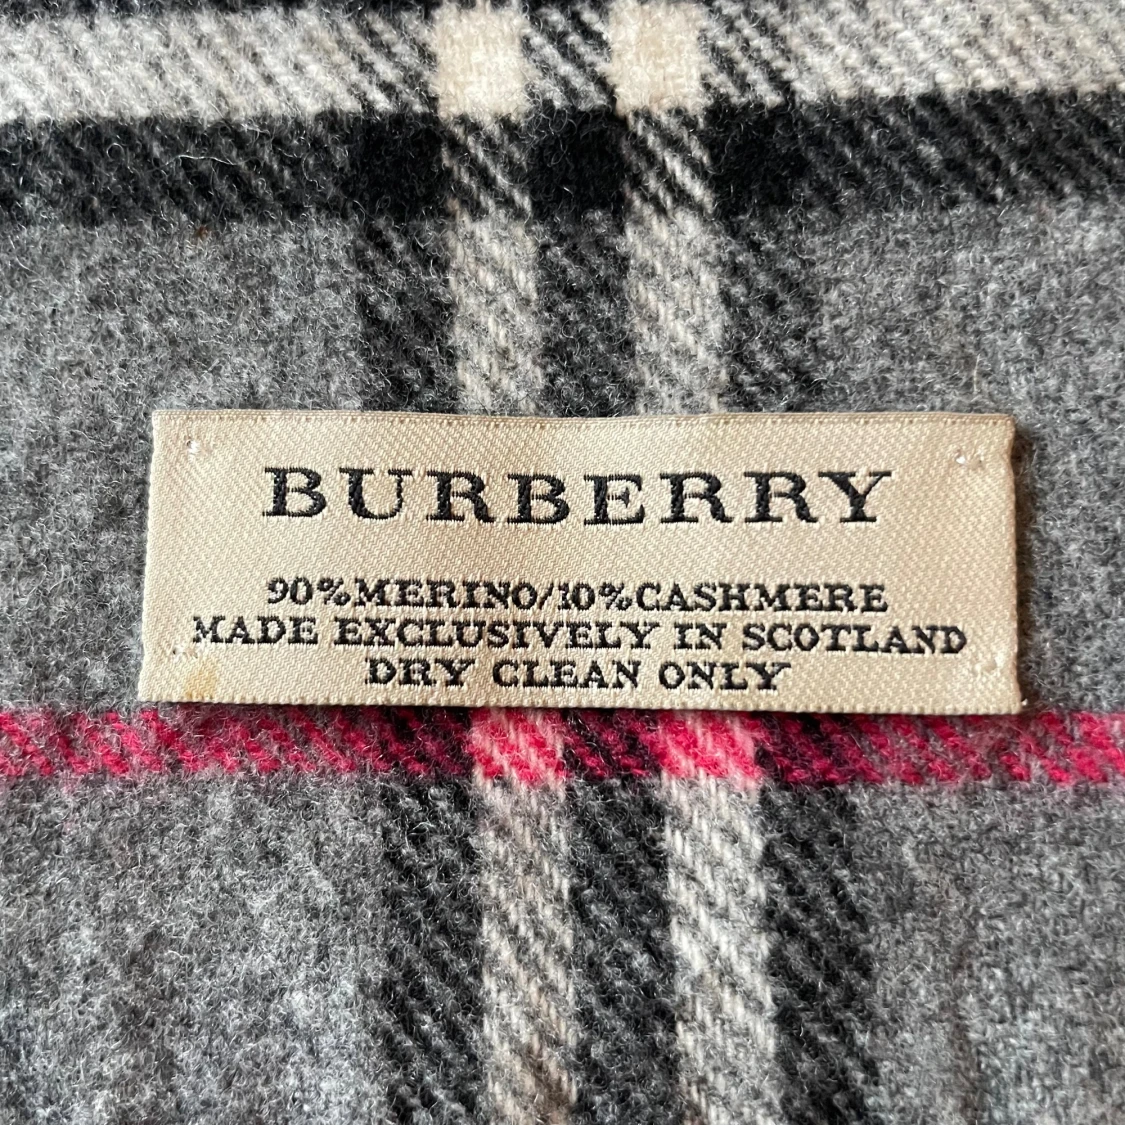 BURBERRY
90%MERINO/10%CASHMERE
MADE EXCLUSIVELY IN SCOTLAND
DRY CLEAN ONLY